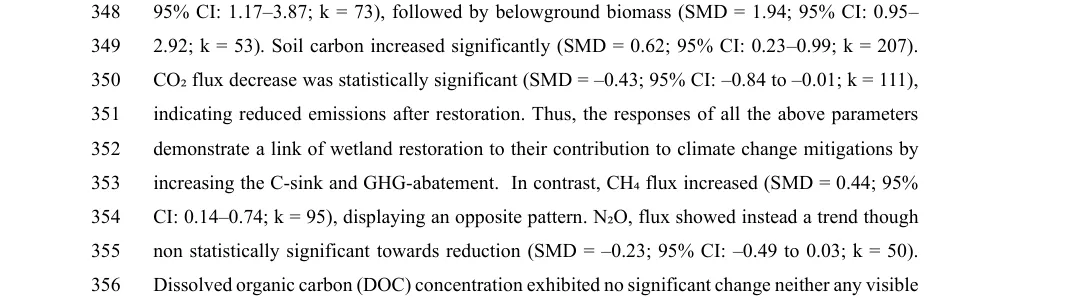 348 95% CI: 1.17–3.87; k = 73), followed by belowground biomass (SMD = 1.94; 95% CI: 0.95–
349 2.92; k = 53). Soil carbon increased significantly (SMD = 0.62; 95% CI: 0.23–0.99; k = 207).
350 CO₂ flux decrease was statistically significant (SMD = –0.43; 95% CI: –0.84 to –0.01; k = 111),
351 indicating reduced emissions after restoration. Thus, the responses of all the above parameters
352 demonstrate a link of wetland restoration to their contribution to climate change mitigations by
353 increasing the C-sink and GHG-abatement.  In contrast, CH₄ flux increased (SMD = 0.44; 95%
354 CI: 0.14–0.74; k = 95), displaying an opposite pattern. N₂O, flux showed instead a trend though
355 non statistically significant towards reduction (SMD = –0.23; 95% CI: –0.49 to 0.03; k = 50).
356 Dissolved organic carbon (DOC) concentration exhibited no significant change neither any visible